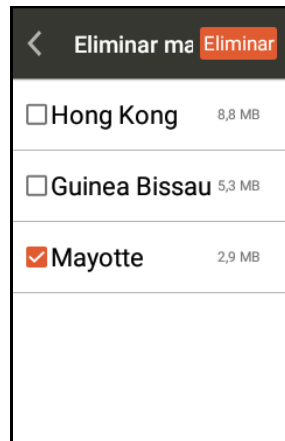 Eliminar ma Eliminar
Hong Kong 8,8 MB
Guinea Bissau 5,3 MB
Mayotte 2,9 MB